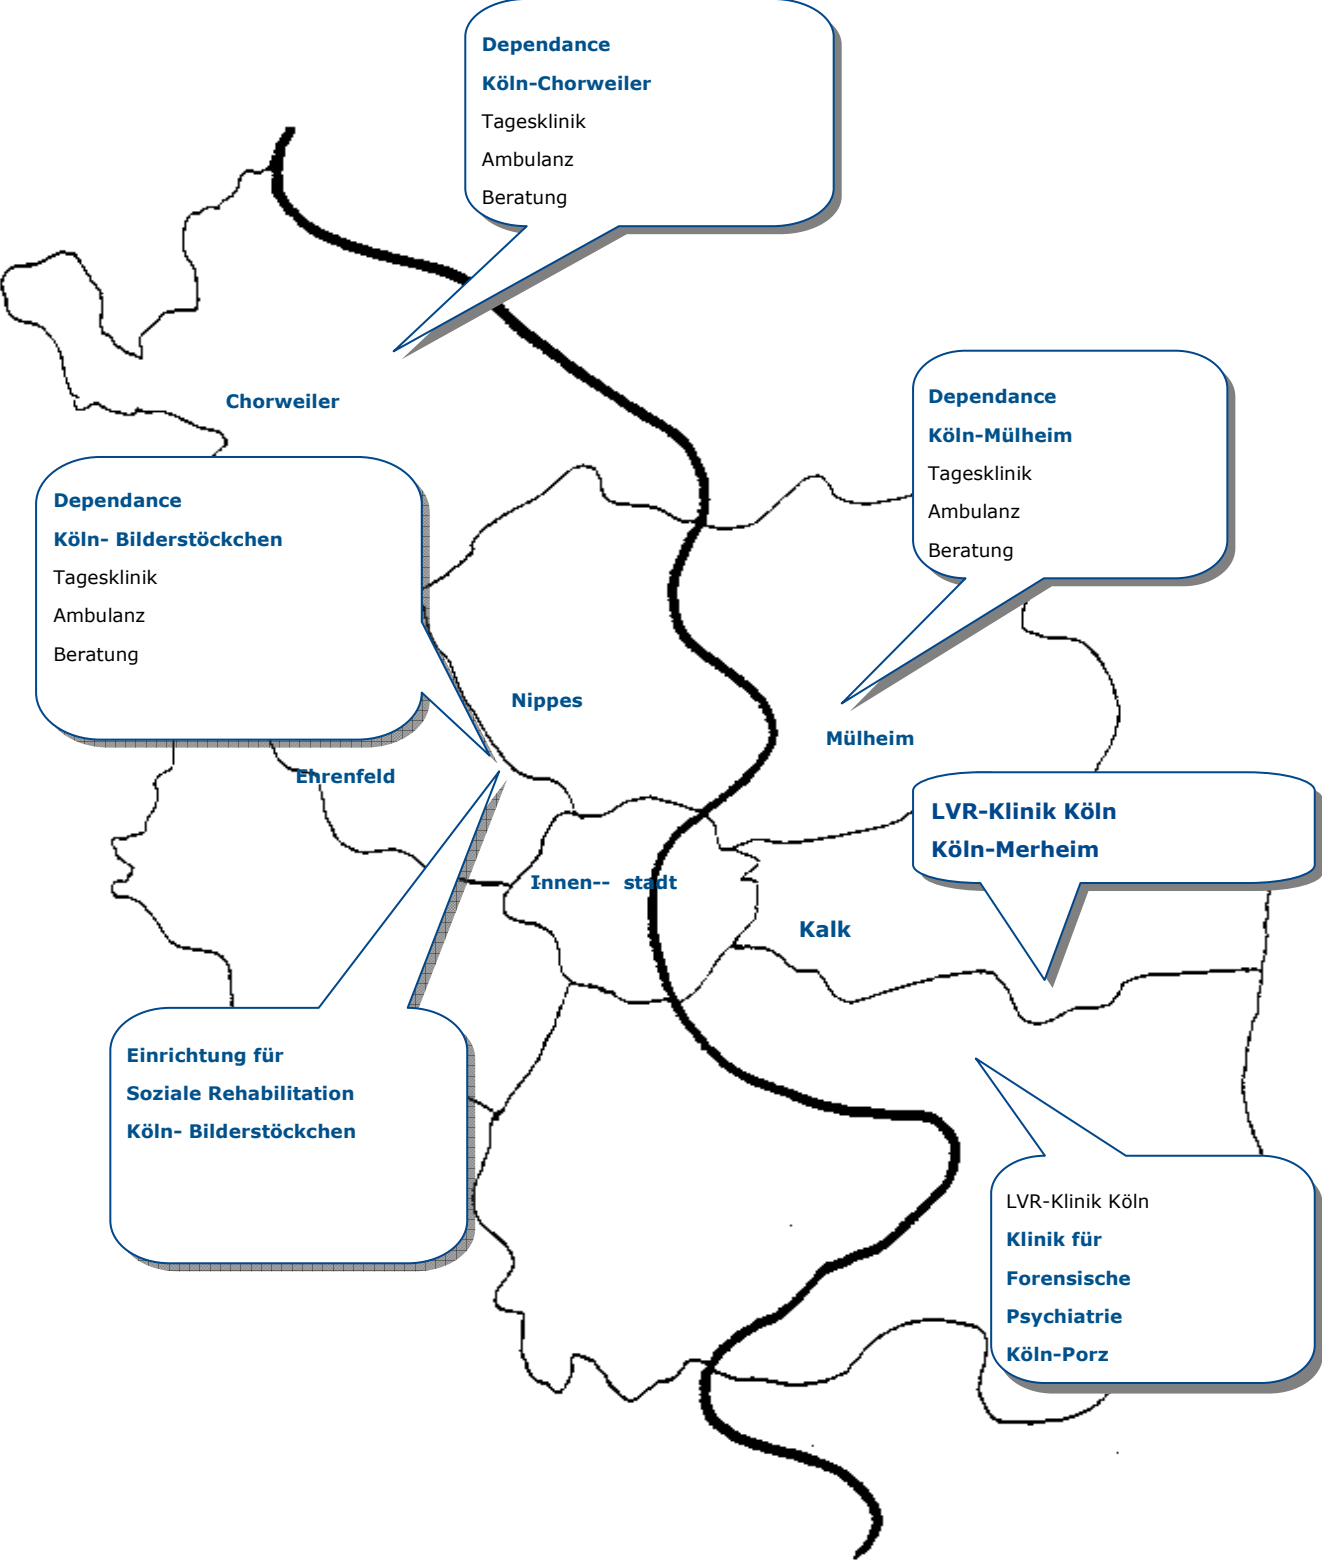 Dependance
Köln-Chorweiler
Tagesklinik
Ambulanz
Beratung
Chorweiler
Dependance
Köln-Mülheim
Tagesklinik
Ambulanz
Beratung
Dependance
Köln- Bilderstöckchen
Tagesklinik
Ambulanz
Beratung
Nippes
Mülheim
Ehrenfeld
LVR-Klinik Köln
Köln-Merheim
Innen-- stadt
Kalk
Einrichtung für
Soziale Rehabilitation
Köln- Bilderstöckchen
LVR-Klinik Köln
Klinik für
Forensische
Psychiatrie
Köln-Porz